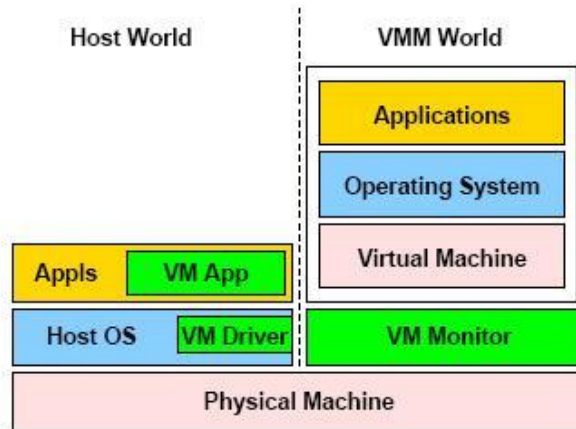 Host World
VMM World
Applications
Operating System
Virtual Machine
Appls
VM App
Host OS
VM Driver
VM Monitor
Physical Machine